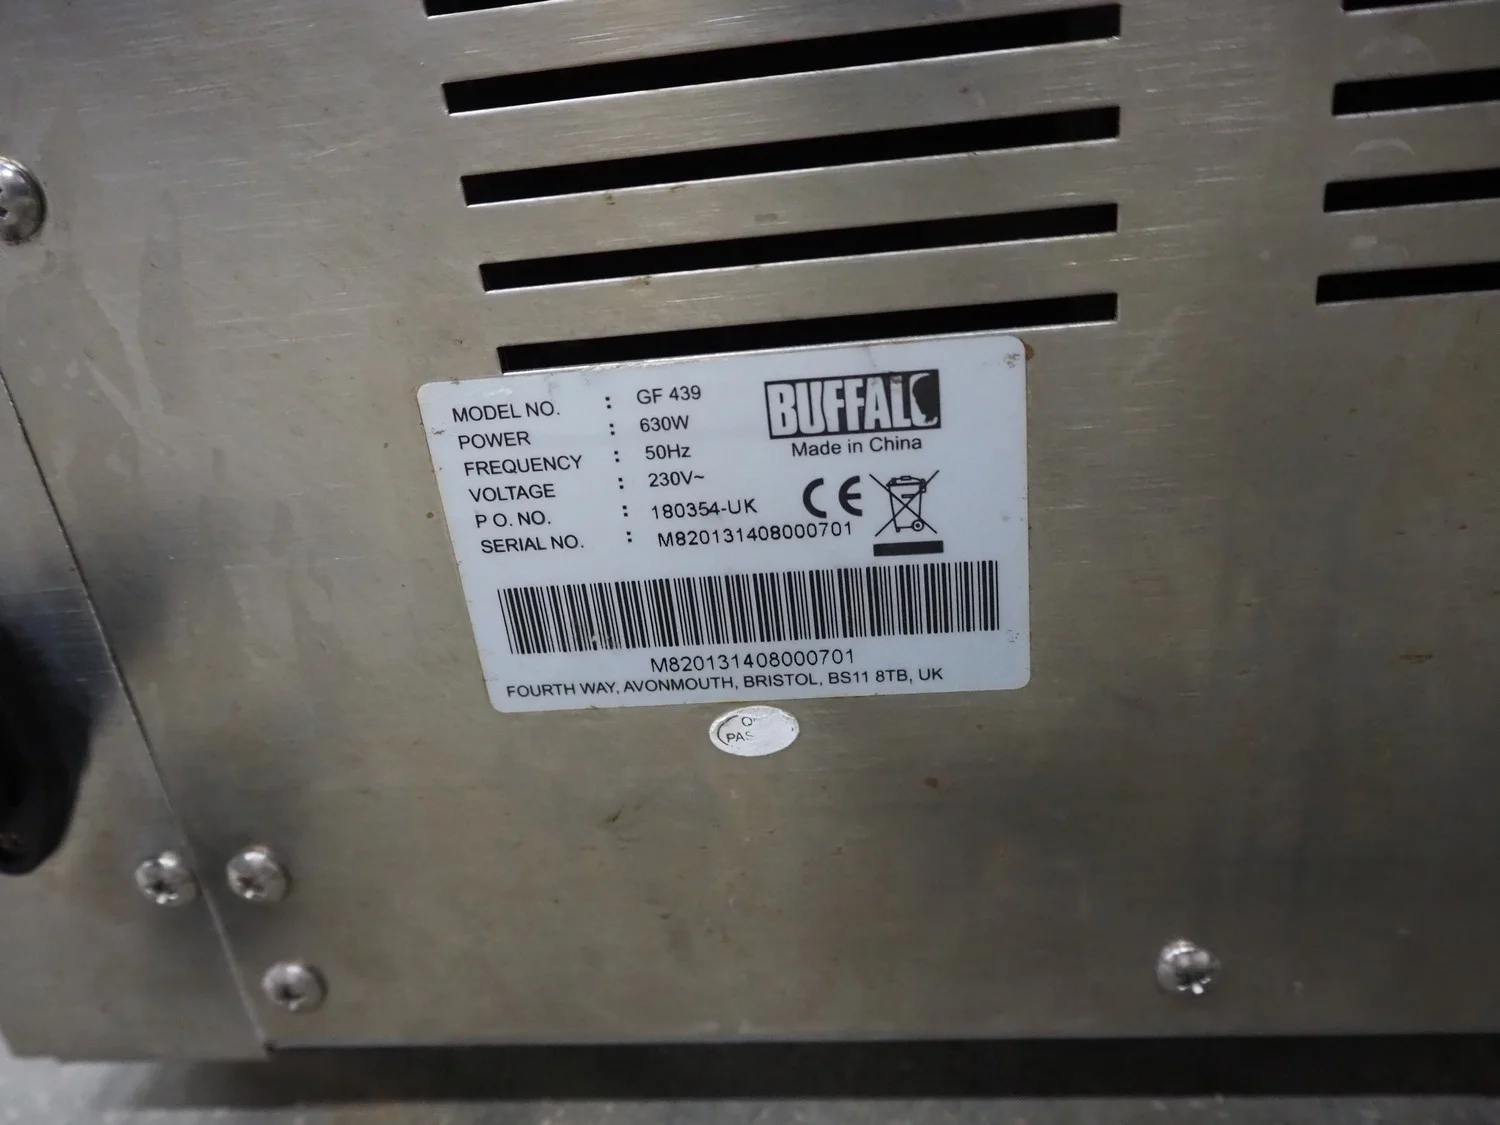 MODEL NO. : GF 439
POWER : 630W
FREQUENCY : 50Hz
VOLTAGE : 230V~
P O. NO. : 180354-UK
SERIAL NO. : M820131408000701
BUFFALO
Made in China
CE
M820131408000701
FOURTH WAY, AVONMOUTH, BRISTOL, BS11 8TB, UK